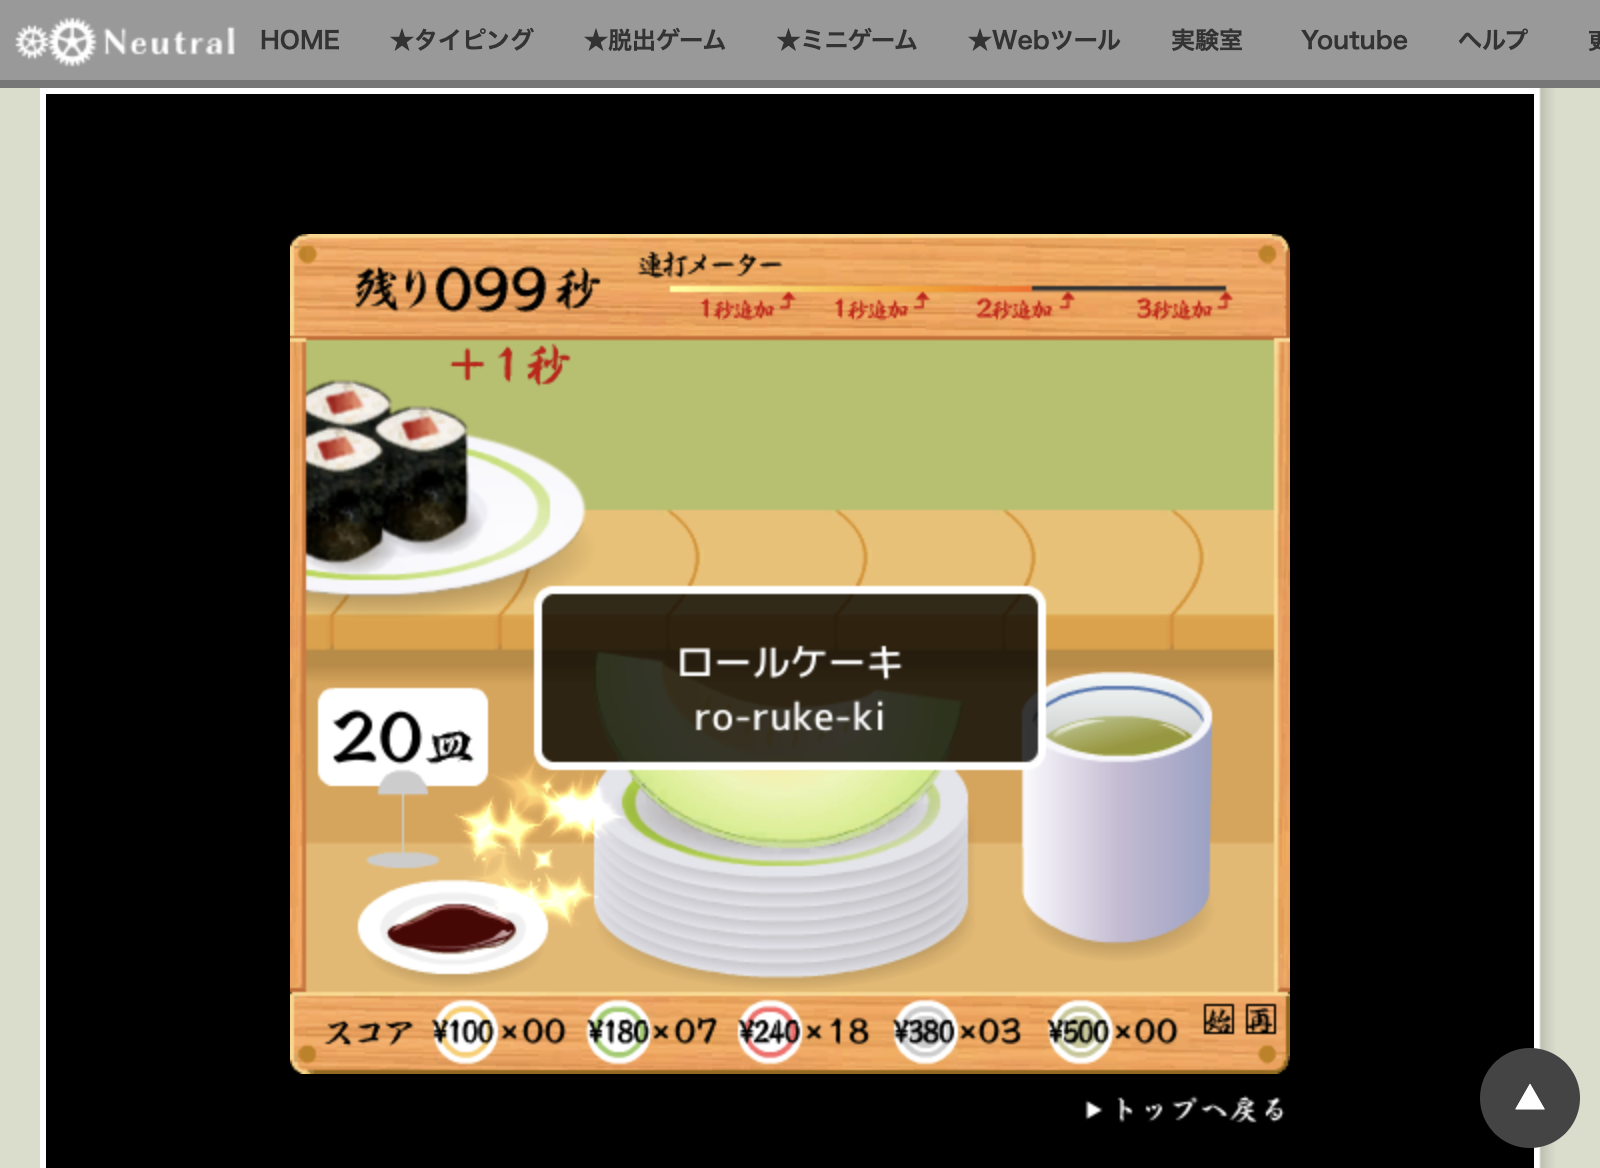 Neutral HOME ★タイピング ★脱出ゲーム ★ミニゲーム ★Webツール 実験室 Youtube ヘルプ
残り099秒
連打メーター
1秒追加 1秒追加 2秒追加 3秒追加
+1秒
ロールケーキ
ro-ruke-ki
20皿
スコア ¥100×00 ¥180×07 ¥240×18 ¥380×03 ¥500×00 始 再
▶トップへ戻る